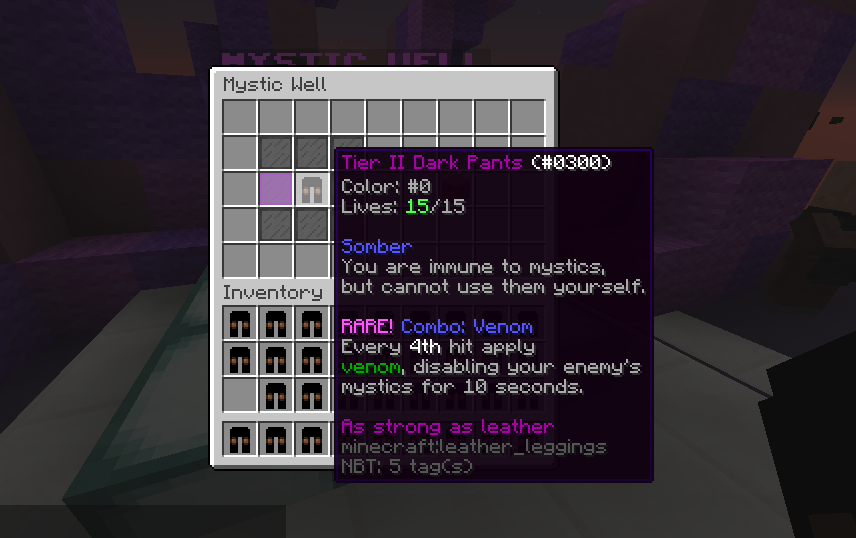 MYSTIC WELL
Mystic Well
Tier II Dark Pants (#0300)
Color: #0
Lives: 15/15
Somber
You are immune to mystics,
but cannot use them yourself.
Inventory
RARE! Combo: Venom
Every 4th hit apply
venom, disabling your enemy's
mystics for 10 seconds.
As strong as leather
minecraft:leather_leggings
NBT: 5 tag(s)